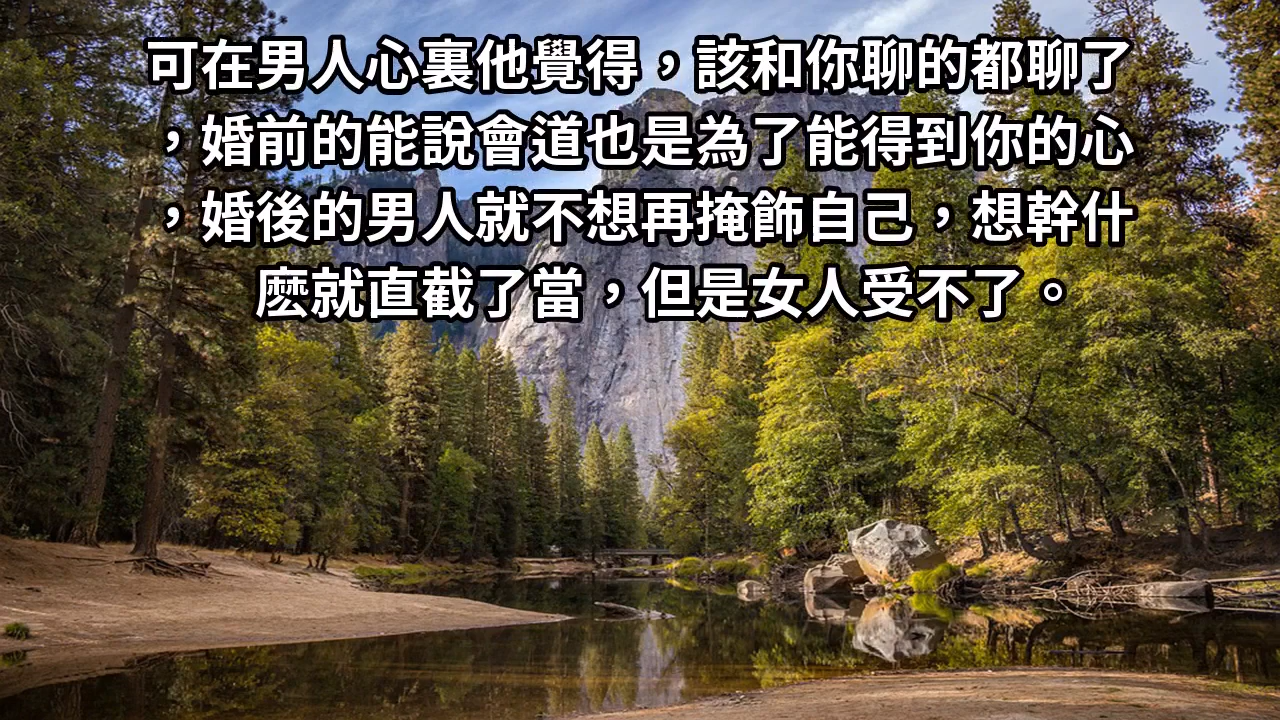 可在男人心裏他覺得，該和你聊的都聊了
，婚前的能說會道也是為了能得到你的心
，婚後的男人就不想再掩飾自己，想幹什
麽就直截了當，但是女人受不了。